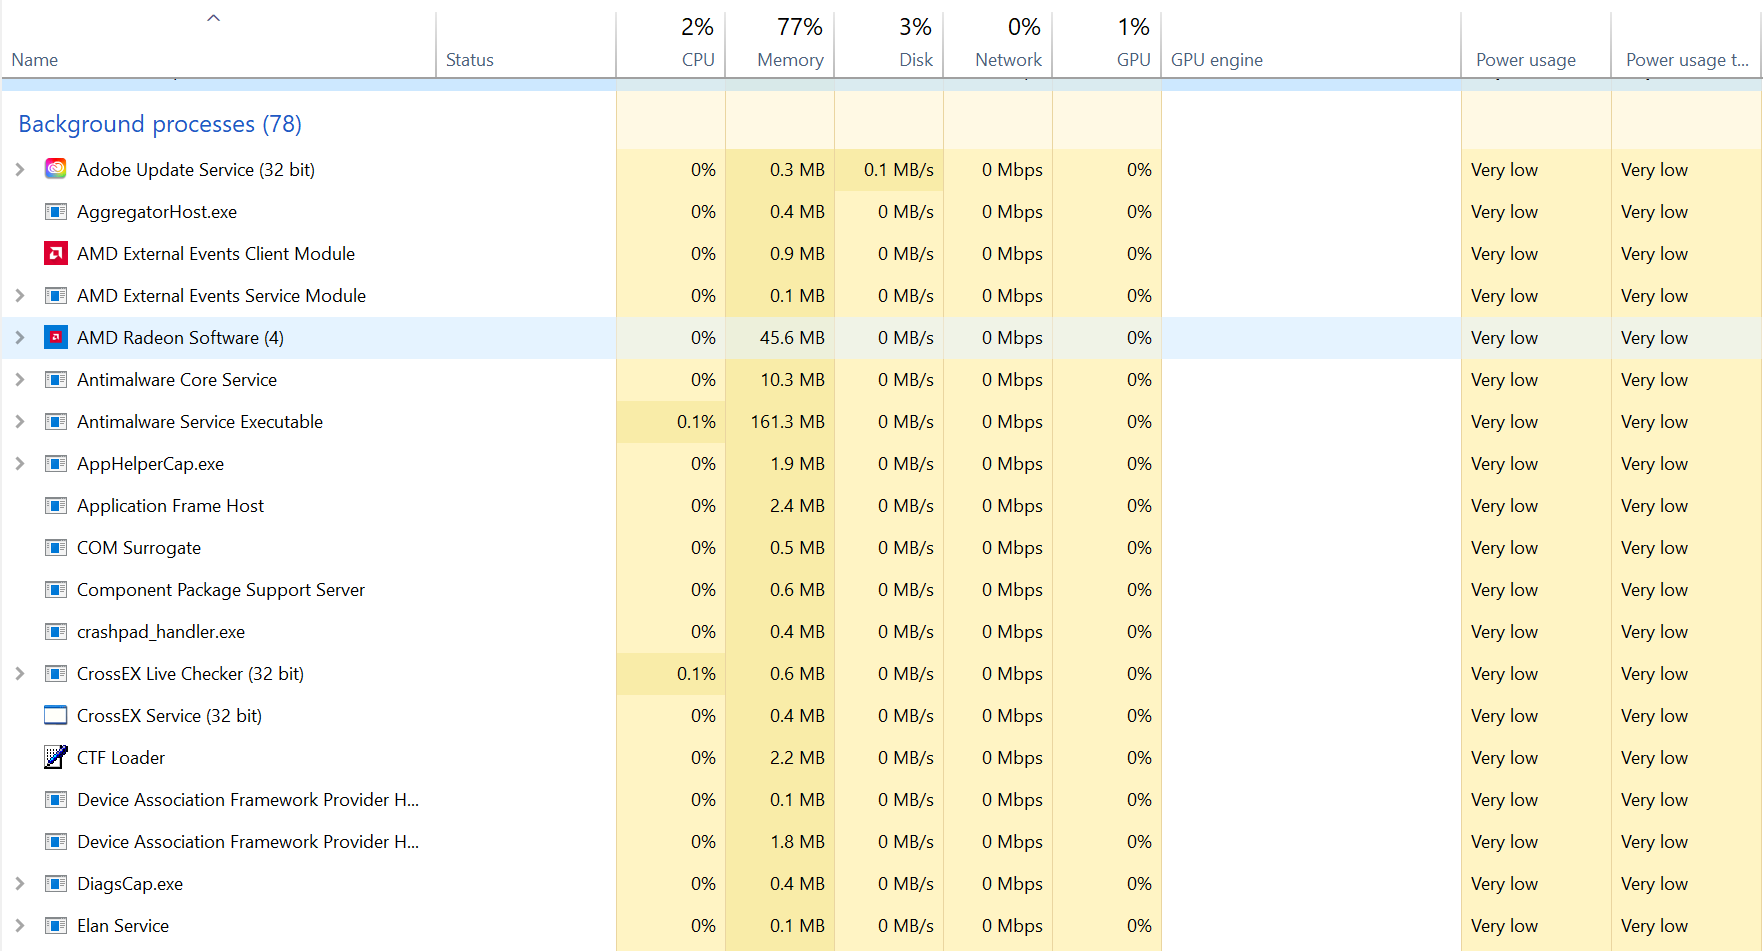 2% 77% 3% 0% 1%
Name Status CPU Memory Disk Network GPU GPU engine Power usage Power usage t...
Background processes (78)
Adobe Update Service (32 bit) 0% 0.3 MB 0.1 MB/s 0 Mbps 0% Very low Very low
AggregatorHost.exe 0% 0.4 MB 0 MB/s 0 Mbps 0% Very low Very low
AMD External Events Client Module 0% 0.9 MB 0 MB/s 0 Mbps 0% Very low Very low
AMD External Events Service Module 0% 0.1 MB 0 MB/s 0 Mbps 0% Very low Very low
AMD Radeon Software (4) 0% 45.6 MB 0 MB/s 0 Mbps 0% Very low Very low
Antimalware Core Service 0% 10.3 MB 0 MB/s 0 Mbps 0% Very low Very low
Antimalware Service Executable 0.1% 161.3 MB 0 MB/s 0 Mbps 0% Very low Very low
AppHelperCap.exe 0% 1.9 MB 0 MB/s 0 Mbps 0% Very low Very low
Application Frame Host 0% 2.4 MB 0 MB/s 0 Mbps 0% Very low Very low
COM Surrogate 0% 0.5 MB 0 MB/s 0 Mbps 0% Very low Very low
Component Package Support Server 0% 0.6 MB 0 MB/s 0 Mbps 0% Very low Very low
crashpad_handler.exe 0% 0.4 MB 0 MB/s 0 Mbps 0% Very low Very low
CrossEX Live Checker (32 bit) 0.1% 0.6 MB 0 MB/s 0 Mbps 0% Very low Very low
CrossEX Service (32 bit) 0% 0.4 MB 0 MB/s 0 Mbps 0% Very low Very low
CTF Loader 0% 2.2 MB 0 MB/s 0 Mbps 0% Very low Very low
Device Association Framework Provider H... 0% 0.1 MB 0 MB/s 0 Mbps 0% Very low Very low
Device Association Framework Provider H... 0% 1.8 MB 0 MB/s 0 Mbps 0% Very low Very low
DiagsCap.exe 0% 0.4 MB 0 MB/s 0 Mbps 0% Very low Very low
Elan Service 0% 0.1 MB 0 MB/s 0 Mbps 0% Very low Very low